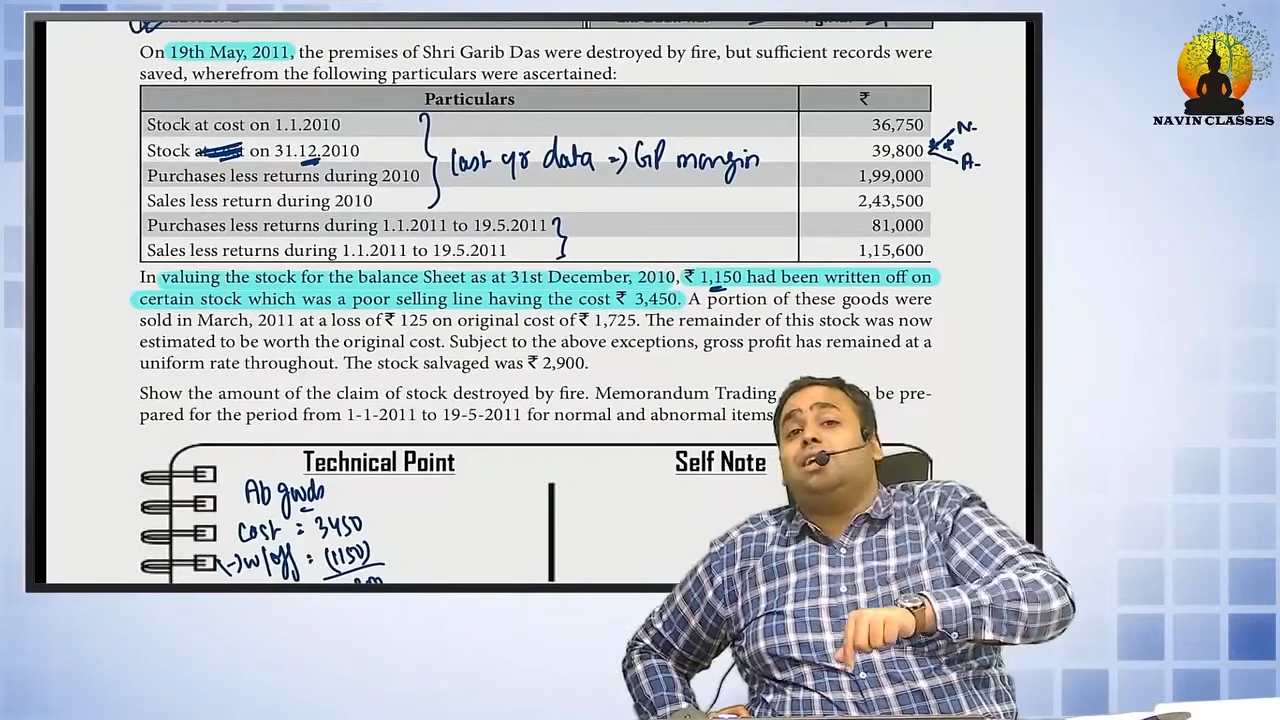 On 19th May, 2011, the premises of Shri Garib Das were destroyed by fire, but sufficient records were
saved, wherefrom the following particulars were ascertained:
Particulars ₹
Stock at cost on 1.1.2010 36,750
Stock on 31.12.2010 39,800
Purchases less returns during 2010 1,99,000
Sales less return during 2010 2,43,500
Purchases less returns during 1.1.2011 to 19.5.2011 81,000
Sales less returns during 1.1.2011 to 19.5.2011 1,15,600
Last yr data => GP margin
N-
A-
In valuing the stock for the balance Sheet as at 31st December, 2010, ₹ 1,150 had been written off on
certain stock which was a poor selling line having the cost ₹ 3,450. A portion of these goods were
sold in March, 2011 at a loss of ₹ 125 on original cost of ₹ 1,725. The remainder of this stock was now
estimated to be worth the original cost. Subject to the above exceptions, gross profit has remained at a
uniform rate throughout. The stock salvaged was ₹ 2,900.
Show the amount of the claim of stock destroyed by fire. Memorandum Trading be pre-
pared for the period from 1-1-2011 to 19-5-2011 for normal and abnormal items
Technical Point
Self Note
Ab goods
Cost : 3450
(-) w/off : (1150)
NAVIN CLASSES